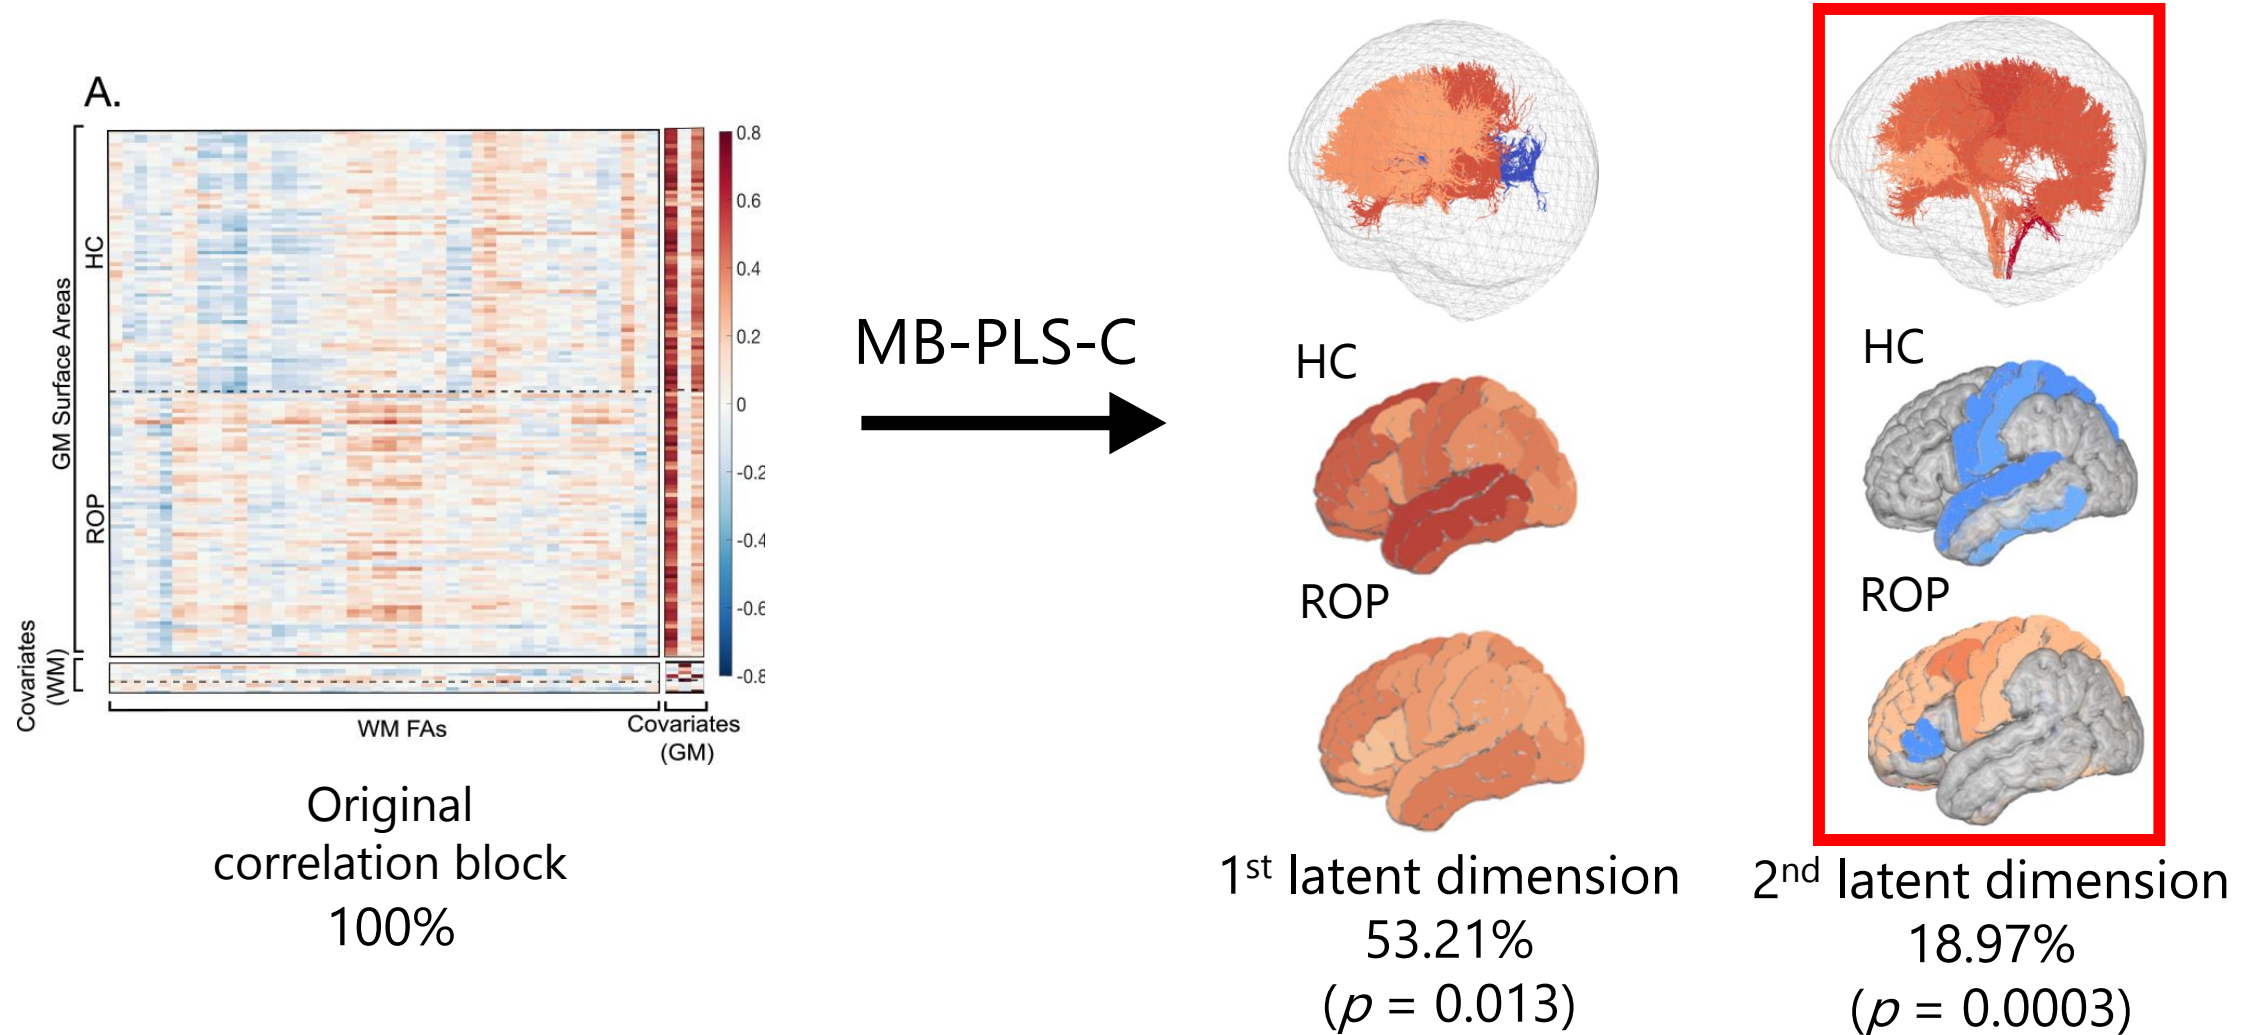 A.
GM Surface Areas
HC
ROP
Covariates
(WM)
WM FAs
Covariates
(GM)
0.8
0.6
0.4
0.2
0
-0.2
-0.4
-0.6
-0.8
Original
correlation block
100%
MB-PLS-C
HC
ROP
1st latent dimension
53.21%
(p = 0.013)
HC
ROP
2nd latent dimension
18.97%
(p = 0.0003)